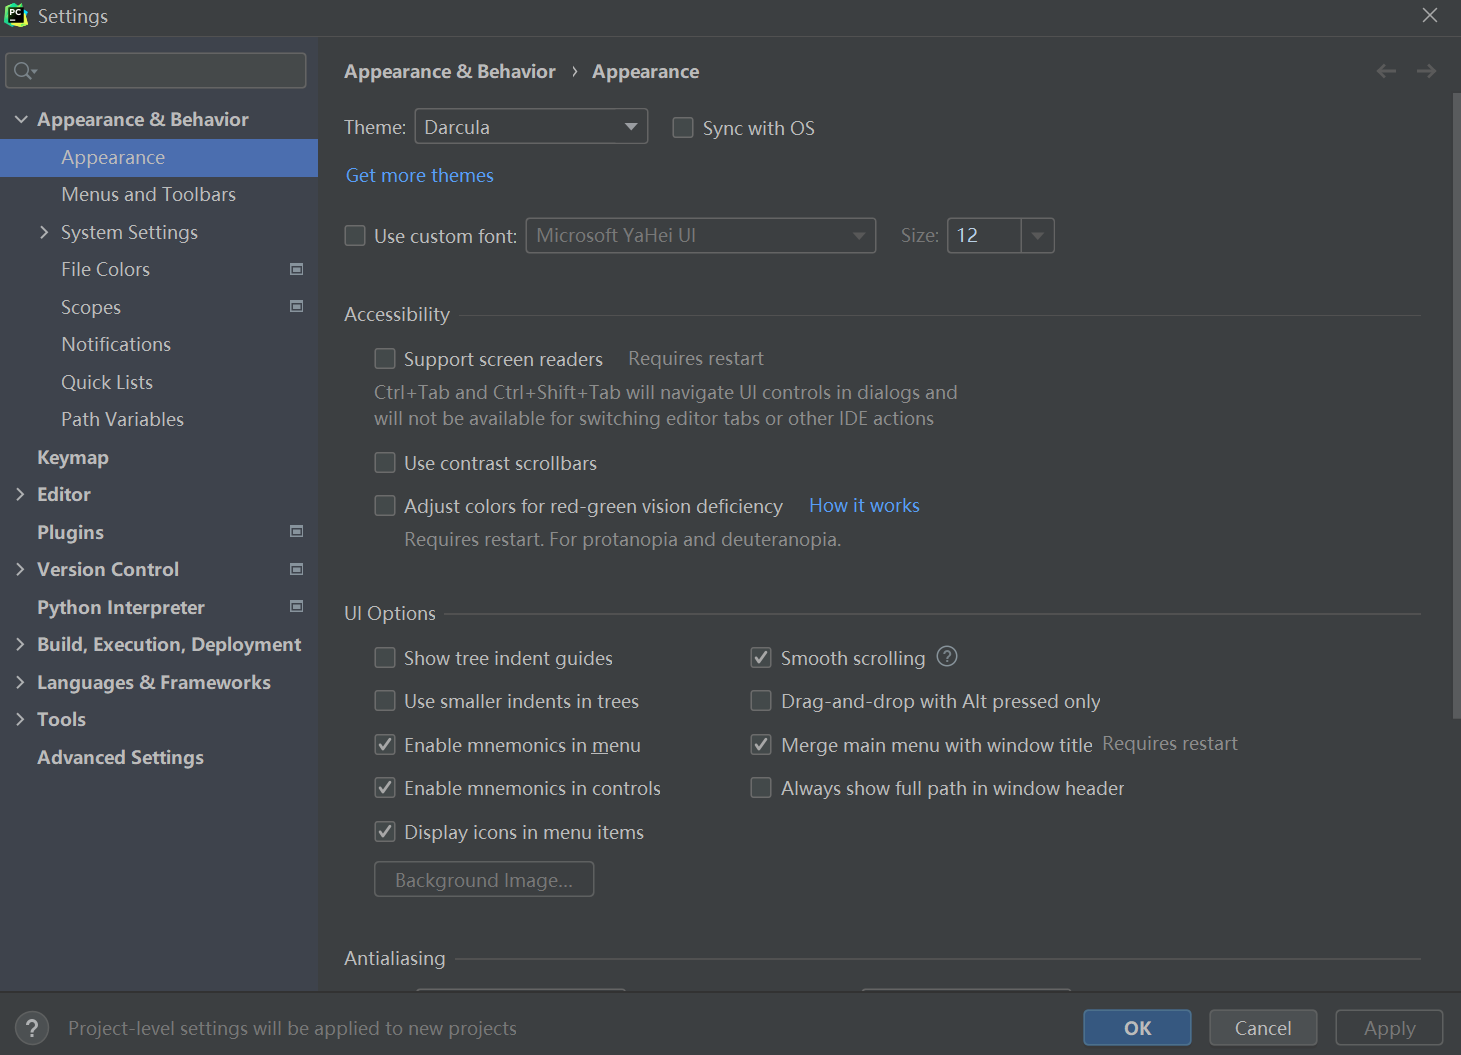 PC
Settings
Appearance & Behavior
Appearance
Menus and Toolbars
System Settings
File Colors
Scopes
Notifications
Quick Lists
Path Variables
Keymap
Editor
Plugins
Version Control
Python Interpreter
Build, Execution, Deployment
Languages & Frameworks
Tools
Advanced Settings
Appearance & Behavior › Appearance
Theme: Darcula Sync with OS
Get more themes
Use custom font: Microsoft YaHei UI Size: 12
Accessibility
Support screen readers Requires restart
Ctrl+Tab and Ctrl+Shift+Tab will navigate UI controls in dialogs and
will not be available for switching editor tabs or other IDE actions
Use contrast scrollbars
Adjust colors for red-green vision deficiency How it works
Requires restart. For protanopia and deuteranopia.
UI Options
Show tree indent guides Smooth scrolling ?
Use smaller indents in trees Drag-and-drop with Alt pressed only
Enable mnemonics in menu Merge main menu with window title Requires restart
Enable mnemonics in controls Always show full path in window header
Display icons in menu items
Background Image...
Antialiasing
? Project-level settings will be applied to new projects OK Cancel Apply